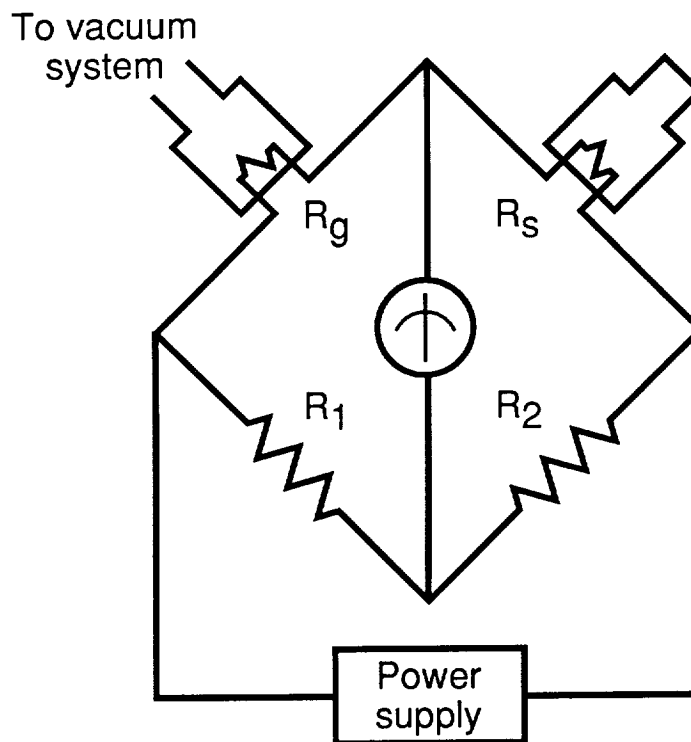 To vacuum
system
Rg
Rs
R1
R2
Power
supply